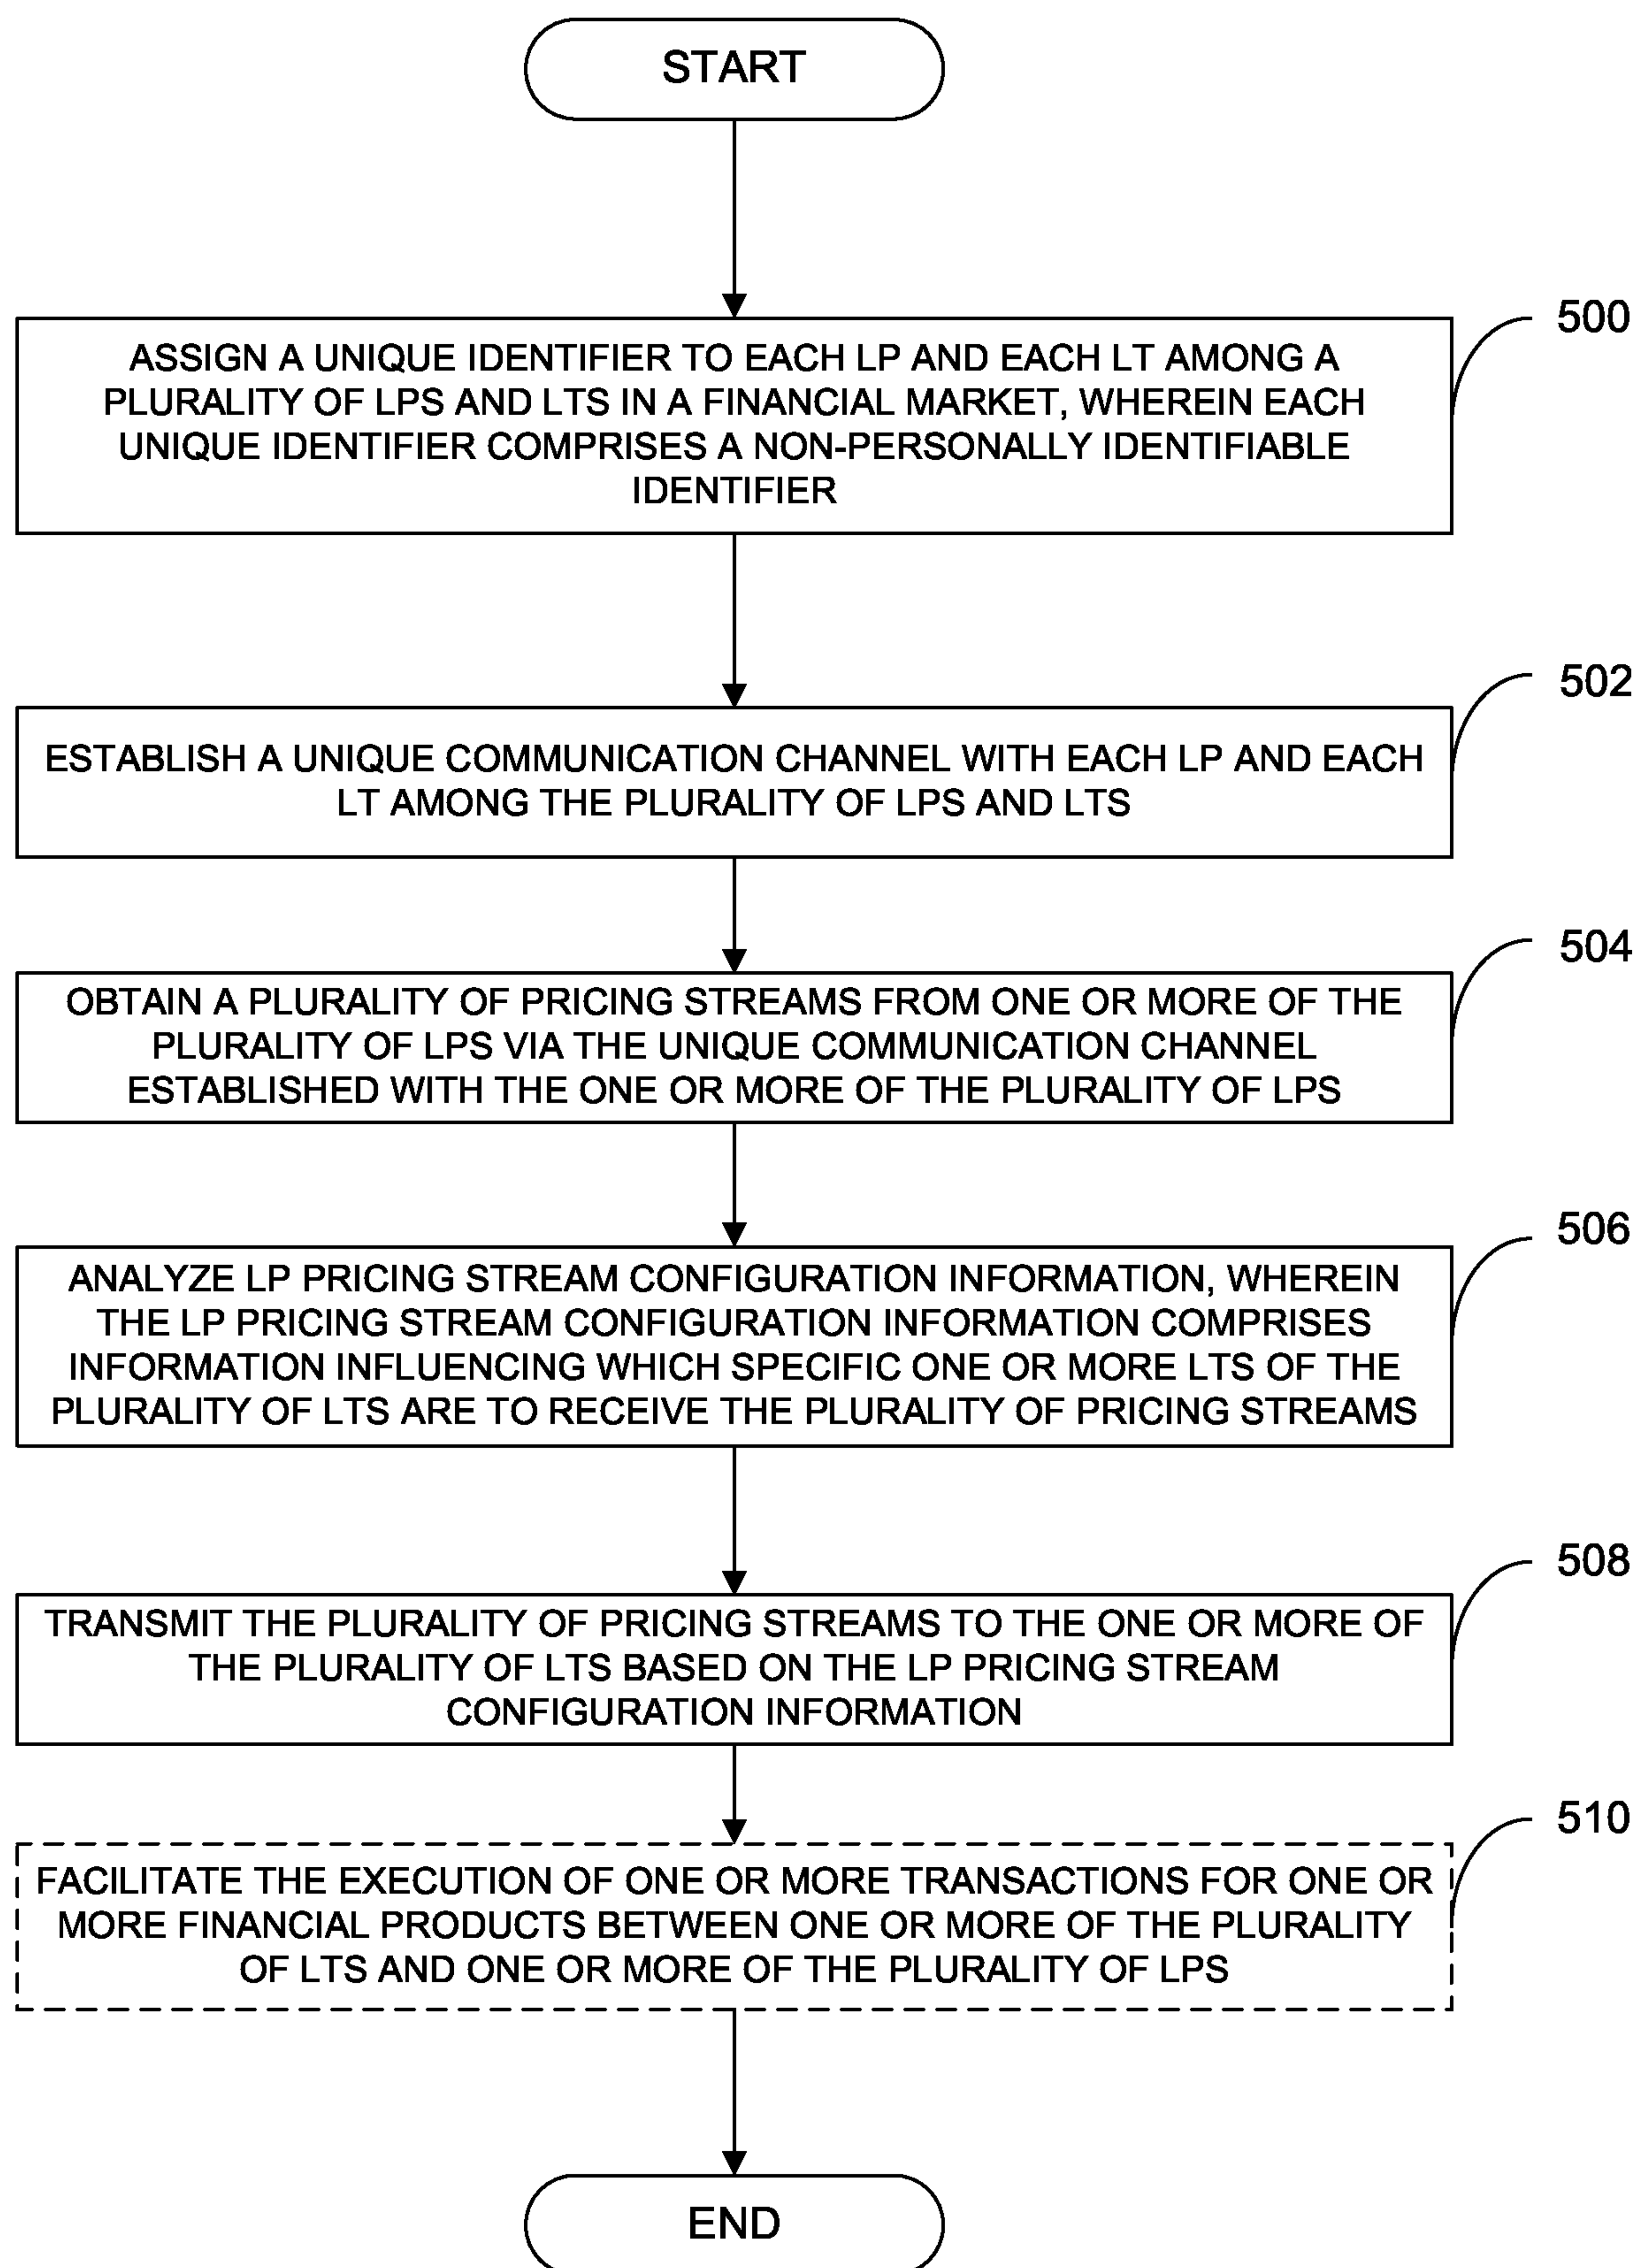 START
500
ASSIGN A UNIQUE IDENTIFIER TO EACH LP AND EACH LT AMONG A
PLURALITY OF LPS AND LTS IN A FINANCIAL MARKET, WHEREIN EACH
UNIQUE IDENTIFIER COMPRISES A NON-PERSONALLY IDENTIFIABLE
IDENTIFIER
502
ESTABLISH A UNIQUE COMMUNICATION CHANNEL WITH EACH LP AND EACH
LT AMONG THE PLURALITY OF LPS AND LTS
504
OBTAIN A PLURALITY OF PRICING STREAMS FROM ONE OR MORE OF THE
PLURALITY OF LPS VIA THE UNIQUE COMMUNICATION CHANNEL
ESTABLISHED WITH THE ONE OR MORE OF THE PLURALITY OF LPS
506
ANALYZE LP PRICING STREAM CONFIGURATION INFORMATION, WHEREIN
THE LP PRICING STREAM CONFIGURATION INFORMATION COMPRISES
INFORMATION INFLUENCING WHICH SPECIFIC ONE OR MORE LTS OF THE
PLURALITY OF LTS ARE TO RECEIVE THE PLURALITY OF PRICING STREAMS
508
TRANSMIT THE PLURALITY OF PRICING STREAMS TO THE ONE OR MORE OF
THE PLURALITY OF LTS BASED ON THE LP PRICING STREAM
CONFIGURATION INFORMATION
510
FACILITATE THE EXECUTION OF ONE OR MORE TRANSACTIONS FOR ONE OR
MORE FINANCIAL PRODUCTS BETWEEN ONE OR MORE OF THE PLURALITY
OF LTS AND ONE OR MORE OF THE PLURALITY OF LPS
END